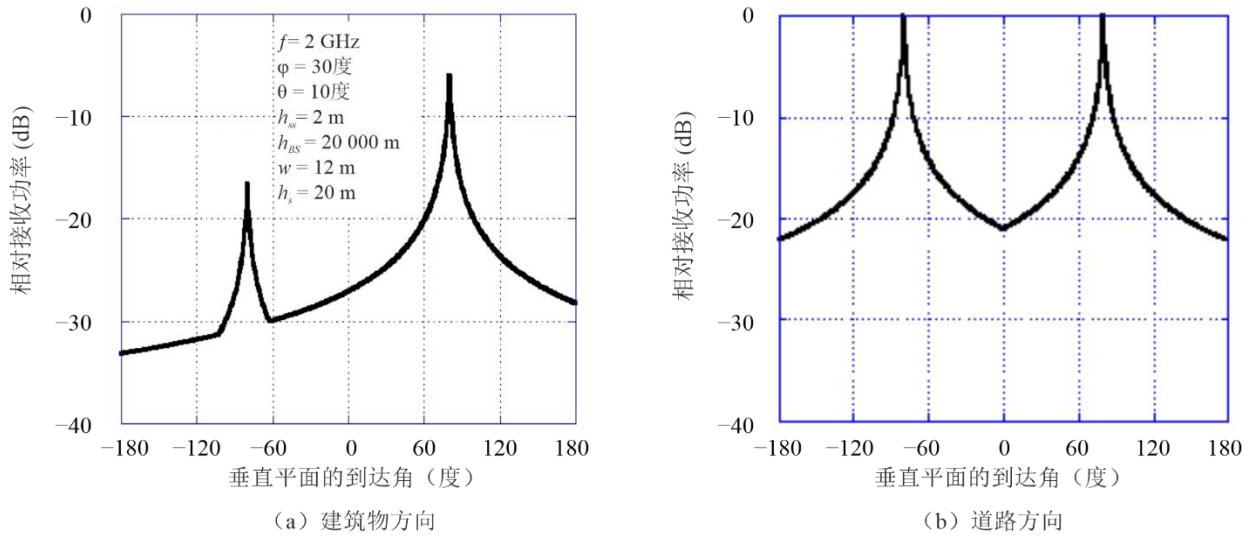 0
−10
−20
−30
−40
相对接收功率 (dB)
f= 2 GHz
φ = 30度
θ = 10度
hss= 2 m
hBS= 20 000 m
w = 12 m
hs = 20 m
−180 −120 −60 0 60 120 180
垂直平面的到达角（度）
（a）建筑物方向
0
−10
−20
−30
−40
相对接收功率 (dB)
−180 −120 −60 0 60 120 180
垂直平面的到达角（度）
（b）道路方向